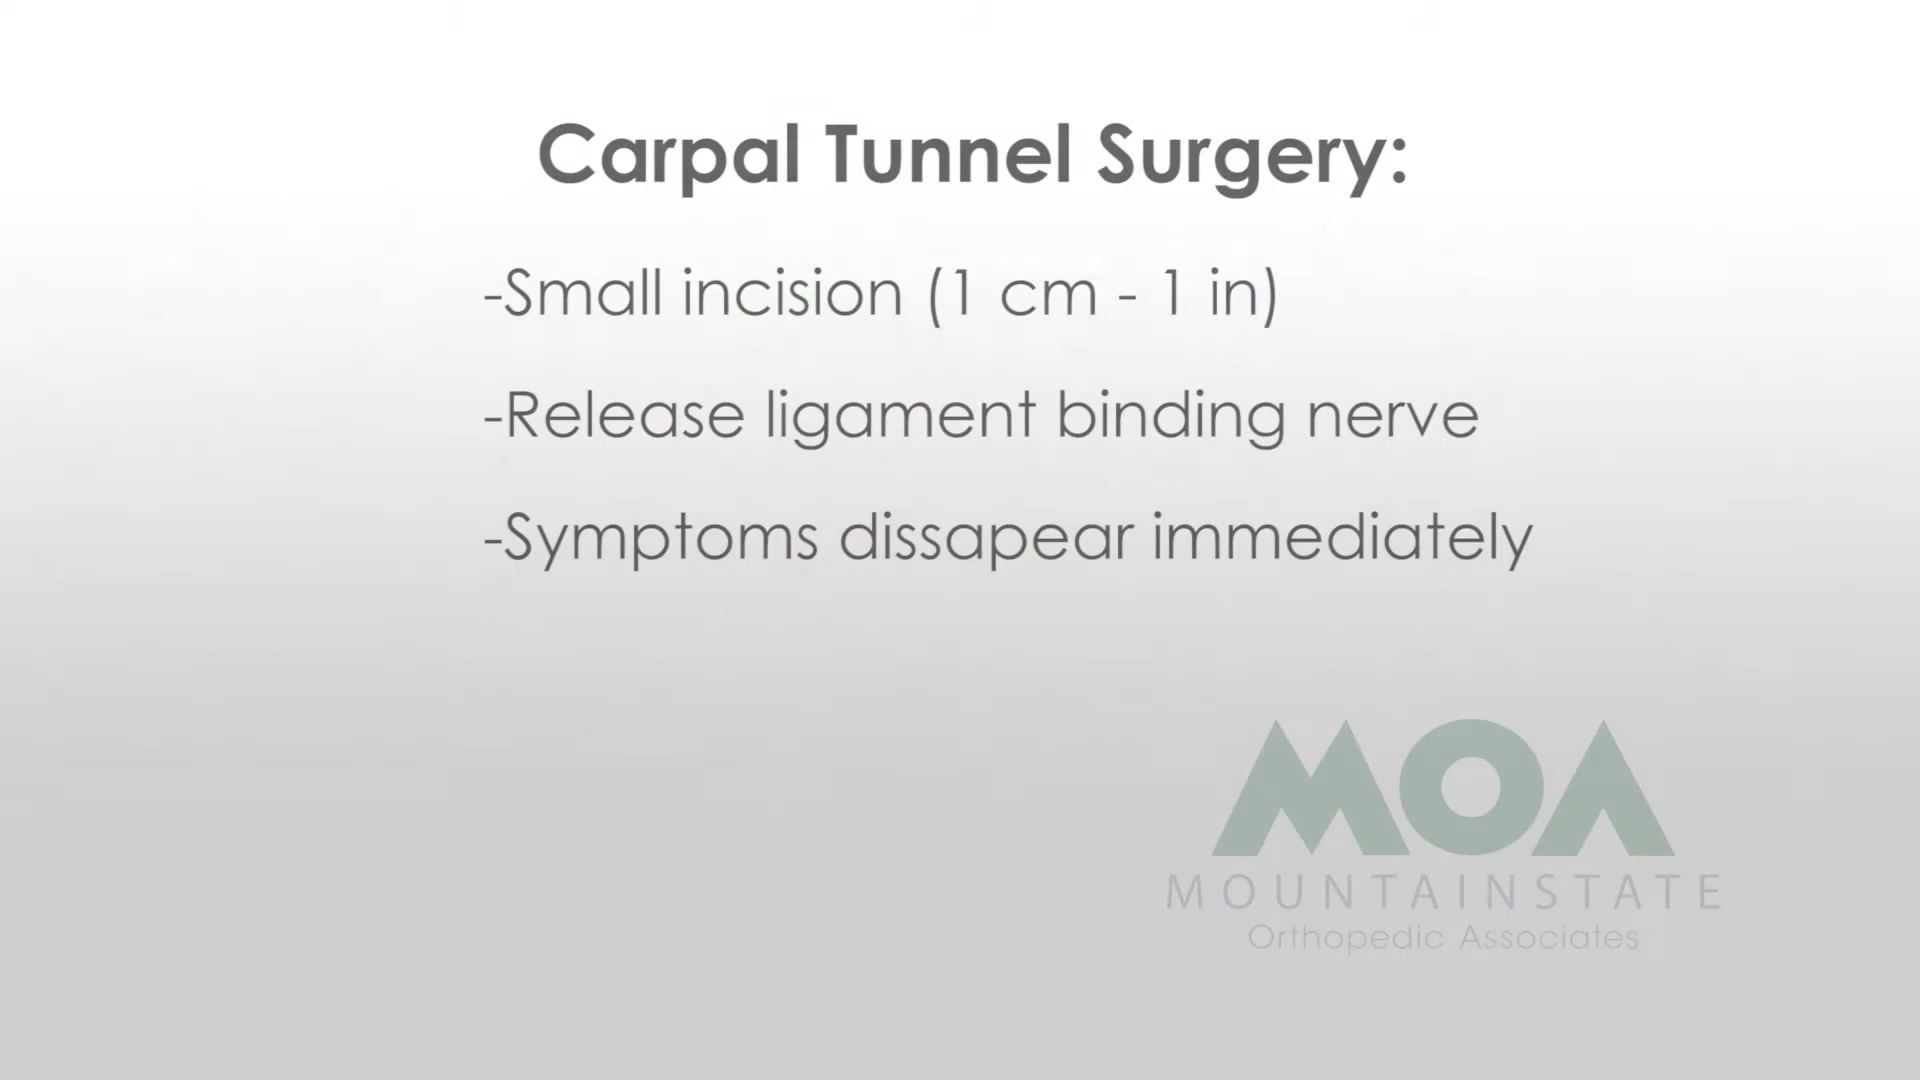 Carpal Tunnel Surgery:
-Small incision (1 cm - 1 in)
-Release ligament binding nerve
-Symptoms dissapear immediately
MOA
MOUNTAINSTATE
Orthopedic Associates